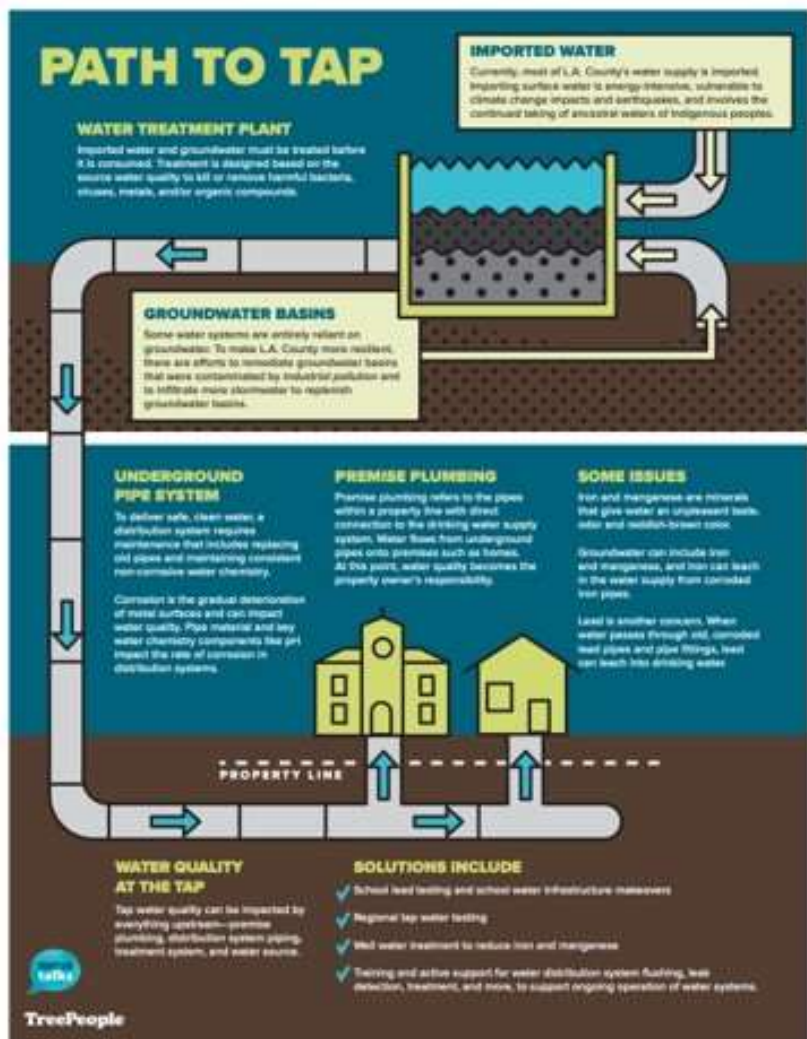 PATH TO TAP
IMPORTED WATER
Currently, most of L.A. County's water supply is imported.
Importing surface water is energy-intensive, vulnerable to
climate change impacts and earthquakes, and involves the
continued taking of ancestral waters of Indigenous peoples.
WATER TREATMENT PLANT
Imported water and groundwater must be treated before
it is consumed. Treatment is designed based on the
source water quality to kill or remove harmful bacteria,
viruses, metals, and/or organic compounds.
GROUNDWATER BASINS
Some water systems are entirely reliant on
groundwater. To make L.A. County more resilient,
there are efforts to remediate groundwater basins
that were contaminated by industrial pollution and
to infiltrate more stormwater to replenish
groundwater basins.
UNDERGROUND
PIPE SYSTEM
To deliver safe, clean water, a
distribution system requires
maintenance that includes replacing
old pipes and maintaining consistent
non-corrosive water chemistry.
Corrosion is the gradual deterioration
of metal surfaces and can impact
water quality. Pipe material and key
water chemistry components like pH
impact the rate of corrosion in
distribution systems.
PREMISE PLUMBING
Premise plumbing refers to the pipes
within a property line with direct
connection to the drinking water supply
system. Water flows from underground
pipes onto premises such as homes.
At this point, water quality becomes the
property owner's responsibility.
SOME ISSUES
Iron and manganese are minerals
that give water an unpleasant taste,
odor and reddish-brown color.
Groundwater can include iron
and manganese, and iron can leach
in the water supply from corroded
iron pipes.
Lead is another concern. When
water passes through old, corroded
lead pipes and pipe fittings, lead
can leach into drinking water
PROPERTY LINE
WATER QUALITY
AT THE TAP
Tap water quality can be impacted by
everything upstream—premise
plumbing, distribution system piping,
treatment system, and water source.
SOLUTIONS INCLUDE
School lead testing and school water infrastructure makeovers
Regional tap water testing
Well water treatment to reduce iron and manganese
Training and active support for water distribution system flushing, leak
detection, treatment, and more, to support ongoing operation of water systems.
talks
TreePeople